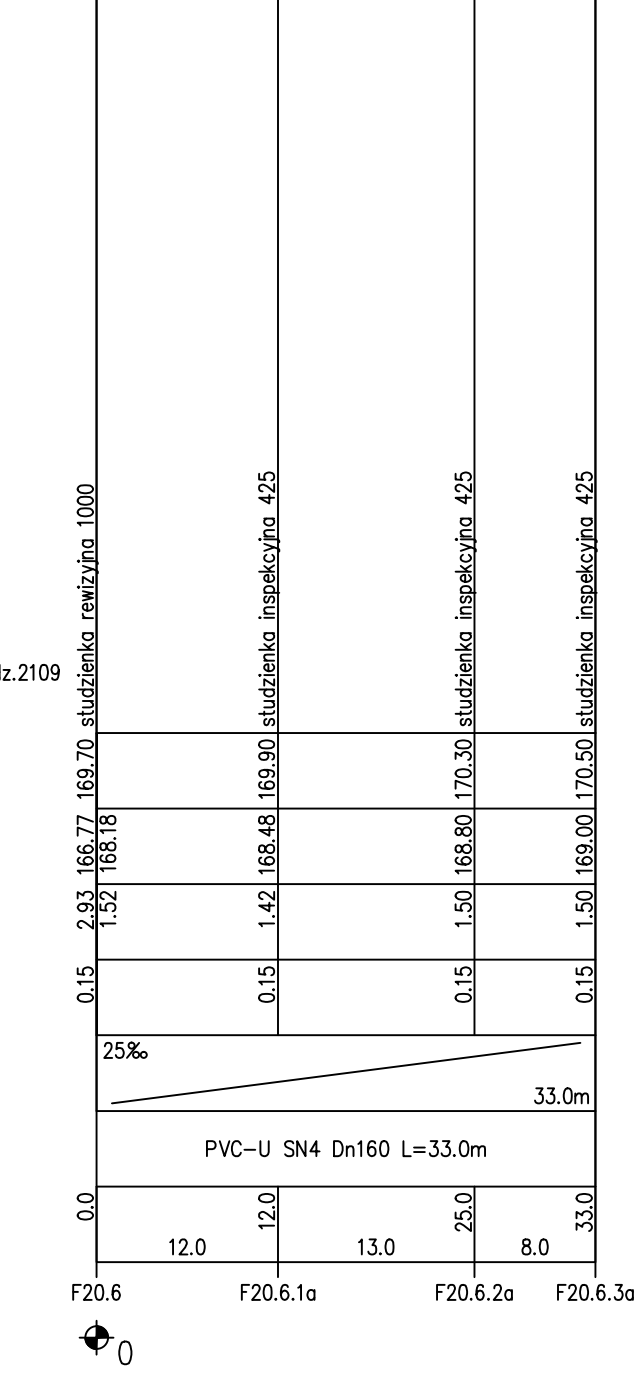 studzienka rewizyjna 1000
studzienka inspekcyjna 425
studzienka inspekcyjna 425
studzienka inspekcyjna 425
z.2109
169.70
169.90
170.30
170.50
166.77
168.18
168.48
168.80
169.00
2.93
1.52
1.42
1.50
1.50
0.15
0.15
0.15
0.15
25‰
33.0m
PVC-U SN4 Dn160 L=33.0m
0.0
12.0
25.0
33.0
12.0
13.0
8.0
F20.6
F20.6.1a
F20.6.2a
F20.6.3a
0